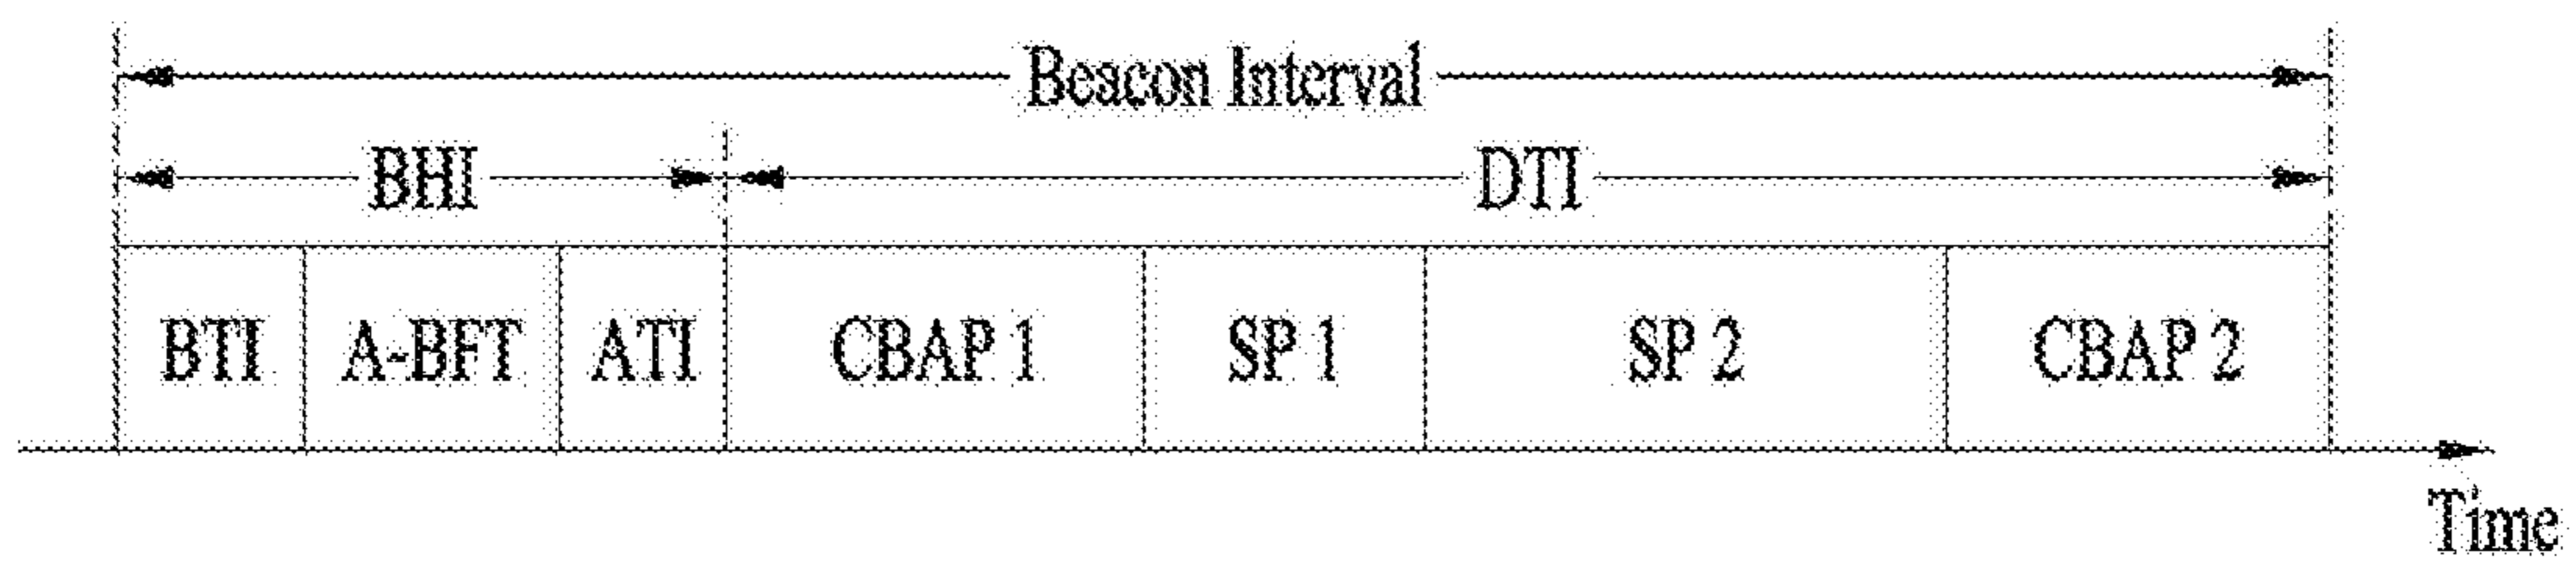 Beacon Interval
BHI DTI
BTI A-BFT ATI CBAP 1 SP 1 SP 2 CBAP 2
Time